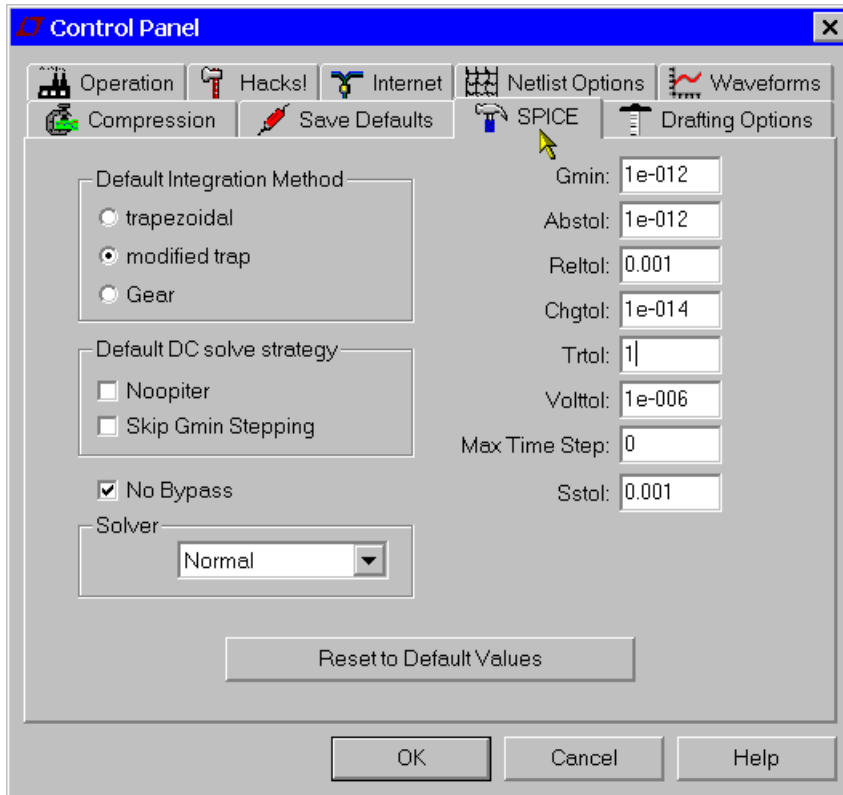 Control Panel
Operation Hacks! Internet Netlist Options Waveforms
Compression Save Defaults SPICE Drafting Options
Default Integration Method
trapezoidal
modified trap
Gear
Default DC solve strategy
Noopiter
Skip Gmin Stepping
No Bypass
Solver
Normal
Gmin: 1e-012
Abstol: 1e-012
Reltol: 0.001
Chgtol: 1e-014
Trtol: 1
Volttol: 1e-006
Max Time Step: 0
Sstol: 0.001
Reset to Default Values
OK Cancel Help